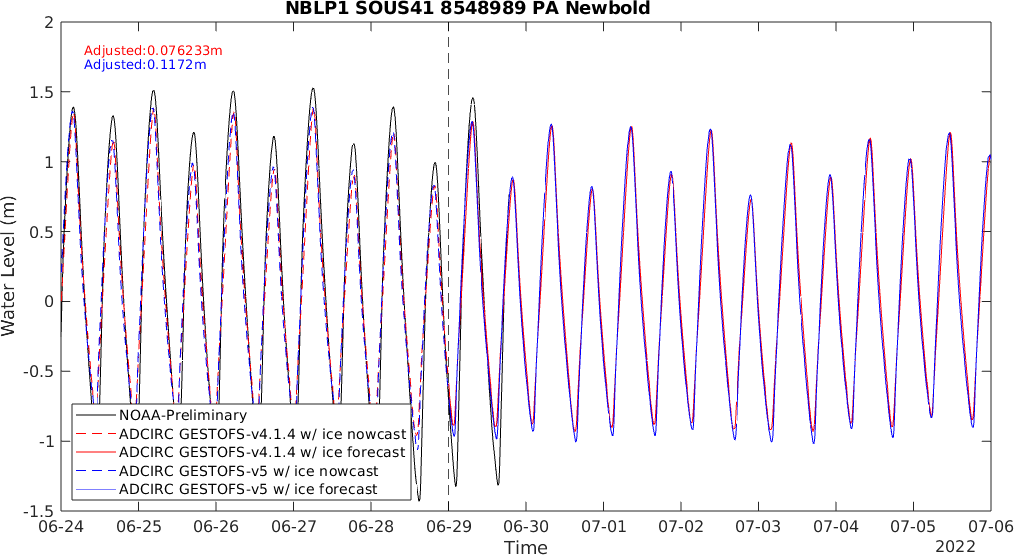 NBLP1 SOUS41 8548989 PA Newbold
Adjusted:0.076233m
Adjusted:0.1172m
2
1.5
1
0.5
0
-0.5
-1
-1.5
Water Level (m)
NOAA-Preliminary
ADCIRC GESTOFS-v4.1.4 w/ ice nowcast
ADCIRC GESTOFS-v4.1.4 w/ ice forecast
ADCIRC GESTOFS-v5 w/ ice nowcast
ADCIRC GESTOFS-v5 w/ ice forecast
06-24 06-25 06-26 06-27 06-28 06-29 06-30 07-01 07-02 07-03 07-04 07-05 07-06
Time
2022